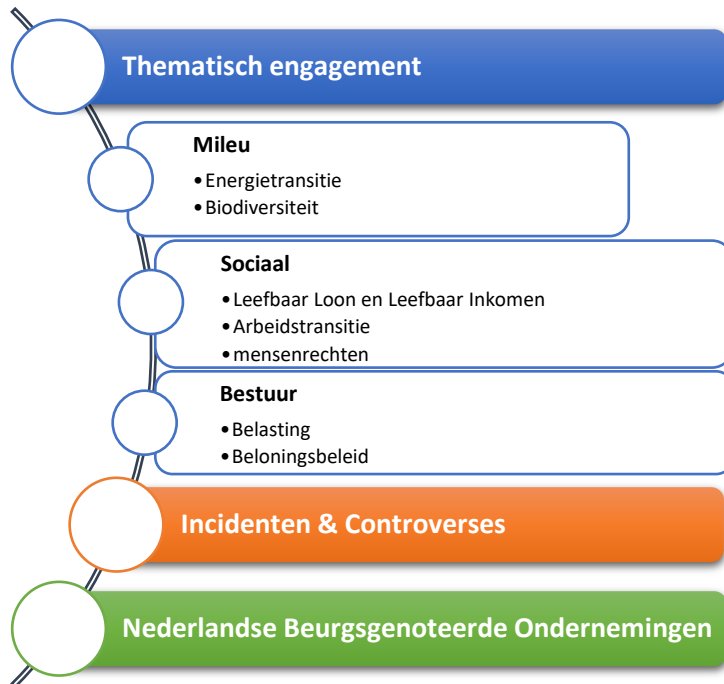 Thematisch engagement
Mileu
•Energietransitie
•Biodiversiteit
Sociaal
•Leefbaar Loon en Leefbaar Inkomen
•Arbeidstransitie
•mensenrechten
Bestuur
•Belasting
•Beloningsbeleid
Incidenten & Controverses
Nederlandse Beurgsgenoteerde Ondernemingen